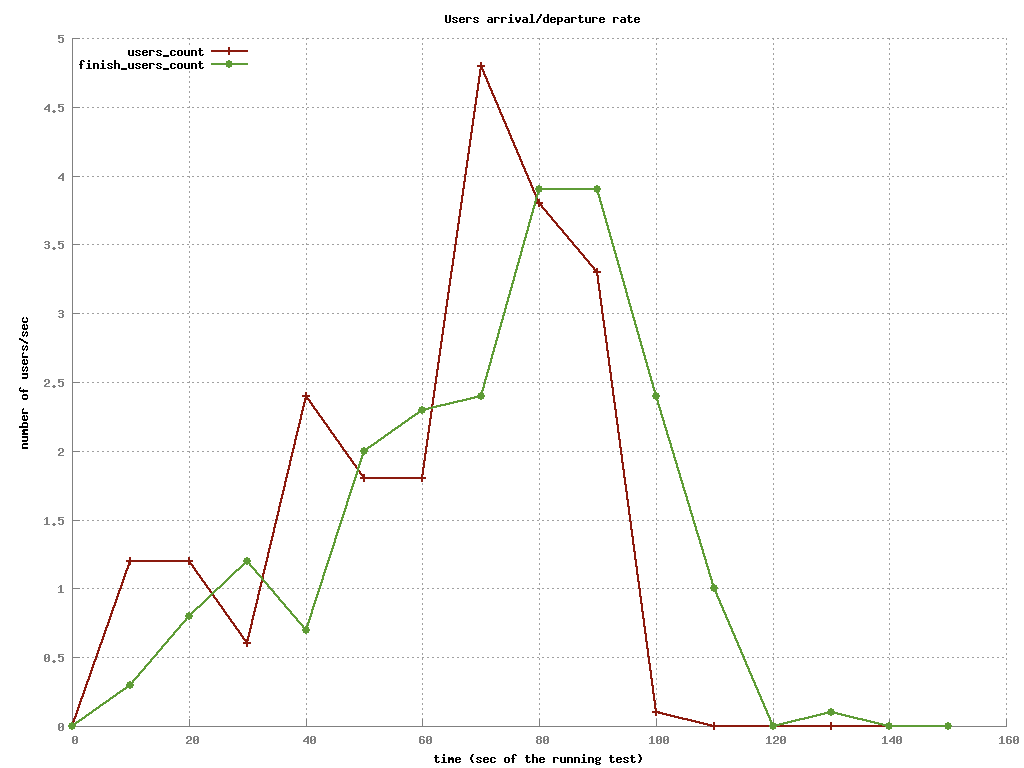 Users arrival/departure rate
users_count
finish_users_count
5
4.5
4
3.5
3
2.5
2
1.5
1
0.5
0
number of users/sec
0 20 40 60 80 100 120 140 160
time (sec of the running test)